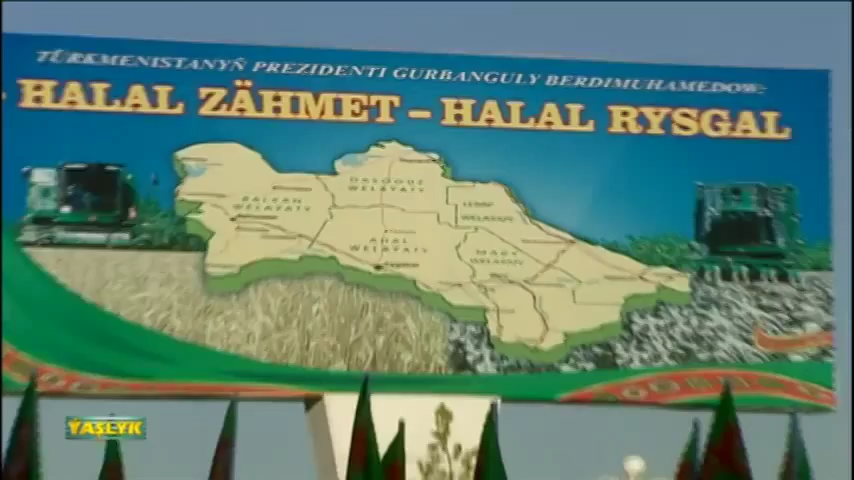 TÜRKMENISTANYŇ PREZIDENTI GURBANGULY BERDIMUHAMEDOW:
- HALAL ZÄHMET - HALAL RYSGAL
DAŞOGUZ
WELAÝATY
BALKAN
WELAÝATY
LEBAP
WELAÝATY
AHAL
WELAÝATY
MARY
WELAÝATY
ÝAŞLYK